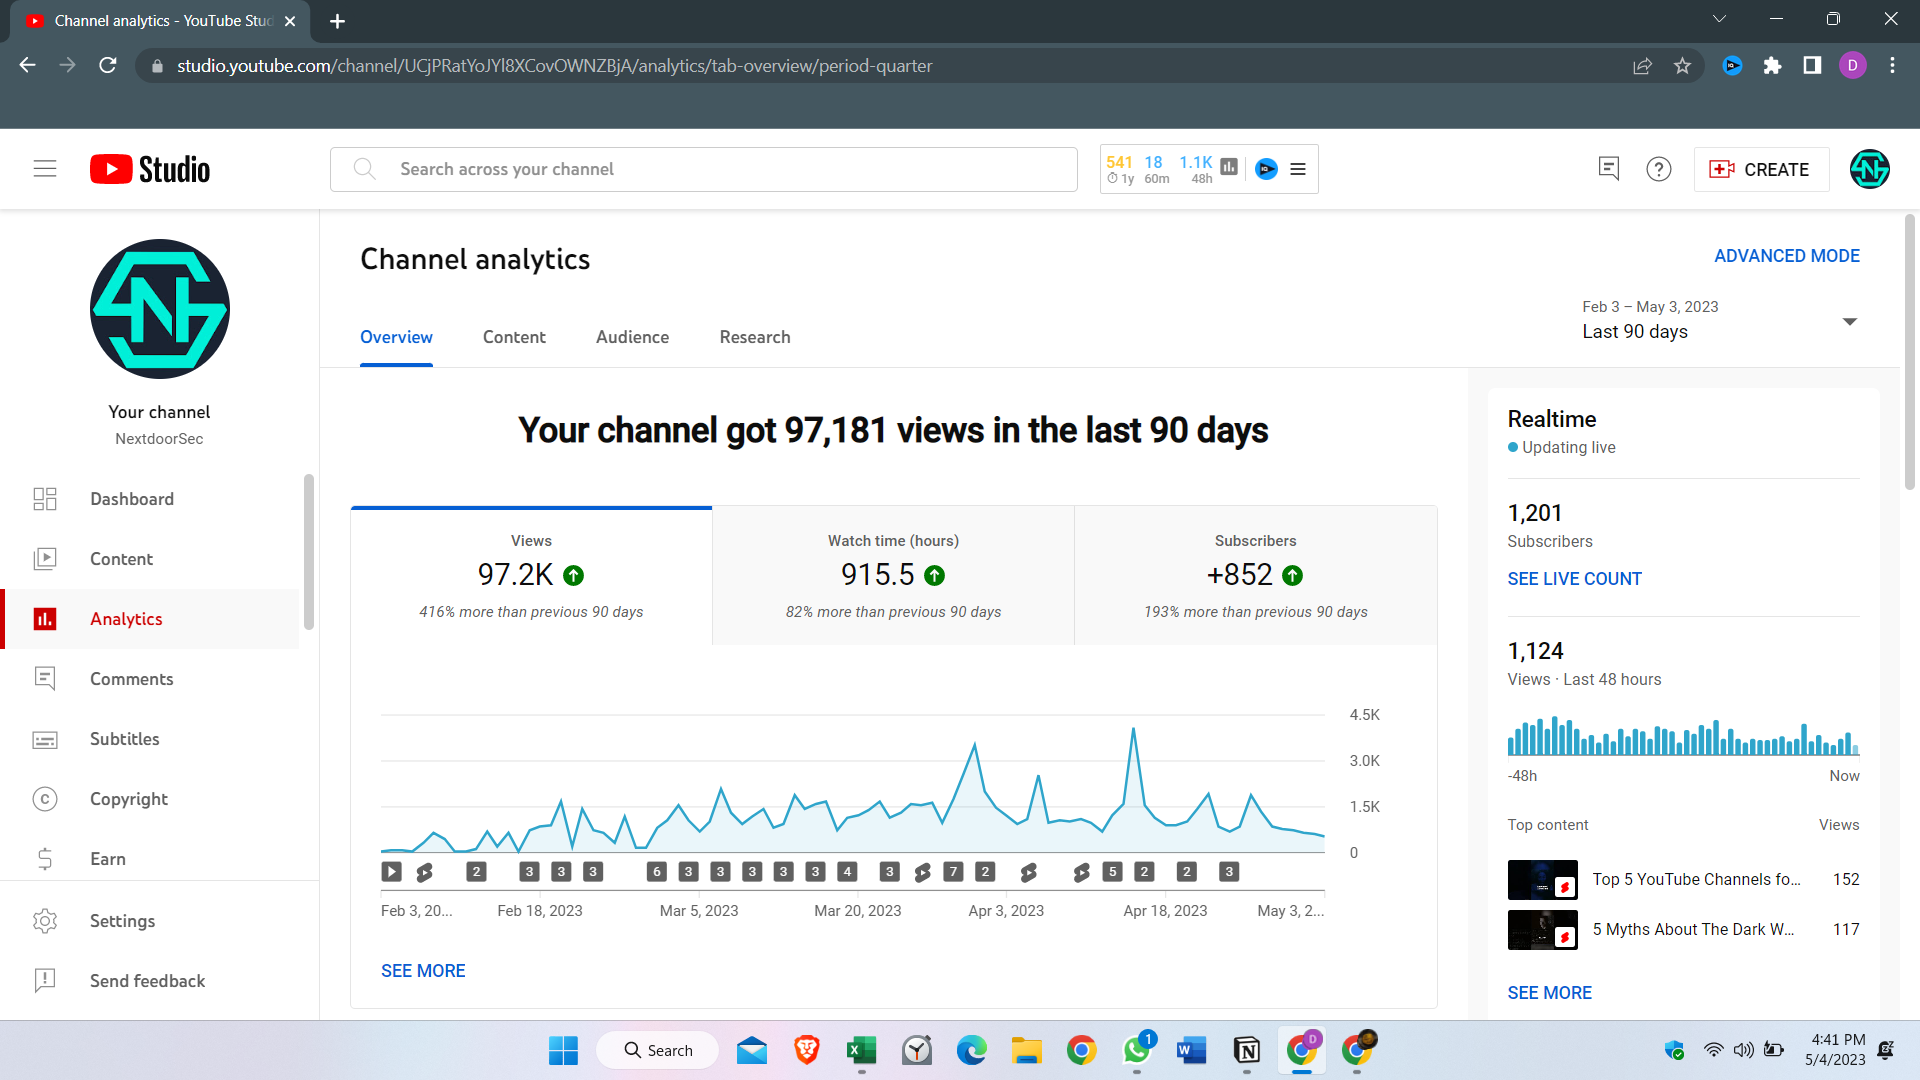 Channel analytics - YouTube Stud
studio.youtube.com/channel/UCjPRatYoJYl8XCovOWNZBjA/analytics/tab-overview/period-quarter
D
Studio
Search across your channel
541 18 1.1K
1y 60m 48h
CREATE
Your channel
NextdoorSec
Dashboard
Content
Analytics
Comments
Subtitles
Copyright
Earn
Settings
Send feedback
Channel analytics
ADVANCED MODE
Overview
Content
Audience
Research
Feb 3 – May 3, 2023
Last 90 days
Your channel got 97,181 views in the last 90 days
Views
97.2K
416% more than previous 90 days
Watch time (hours)
915.5
82% more than previous 90 days
Subscribers
+852
193% more than previous 90 days
4.5K
3.0K
1.5K
0
2 3 3 3 6 3 3 3 3 3 4 3 7 2 5 2 2 3
Feb 3, 20... Feb 18, 2023 Mar 5, 2023 Mar 20, 2023 Apr 3, 2023 Apr 18, 2023 May 3, 2...
SEE MORE
Realtime
Updating live
1,201
Subscribers
SEE LIVE COUNT
1,124
Views · Last 48 hours
-48h Now
Top content Views
Top 5 YouTube Channels fo... 152
5 Myths About The Dark W... 117
SEE MORE
Search
1
D
4:41 PM
5/4/2023